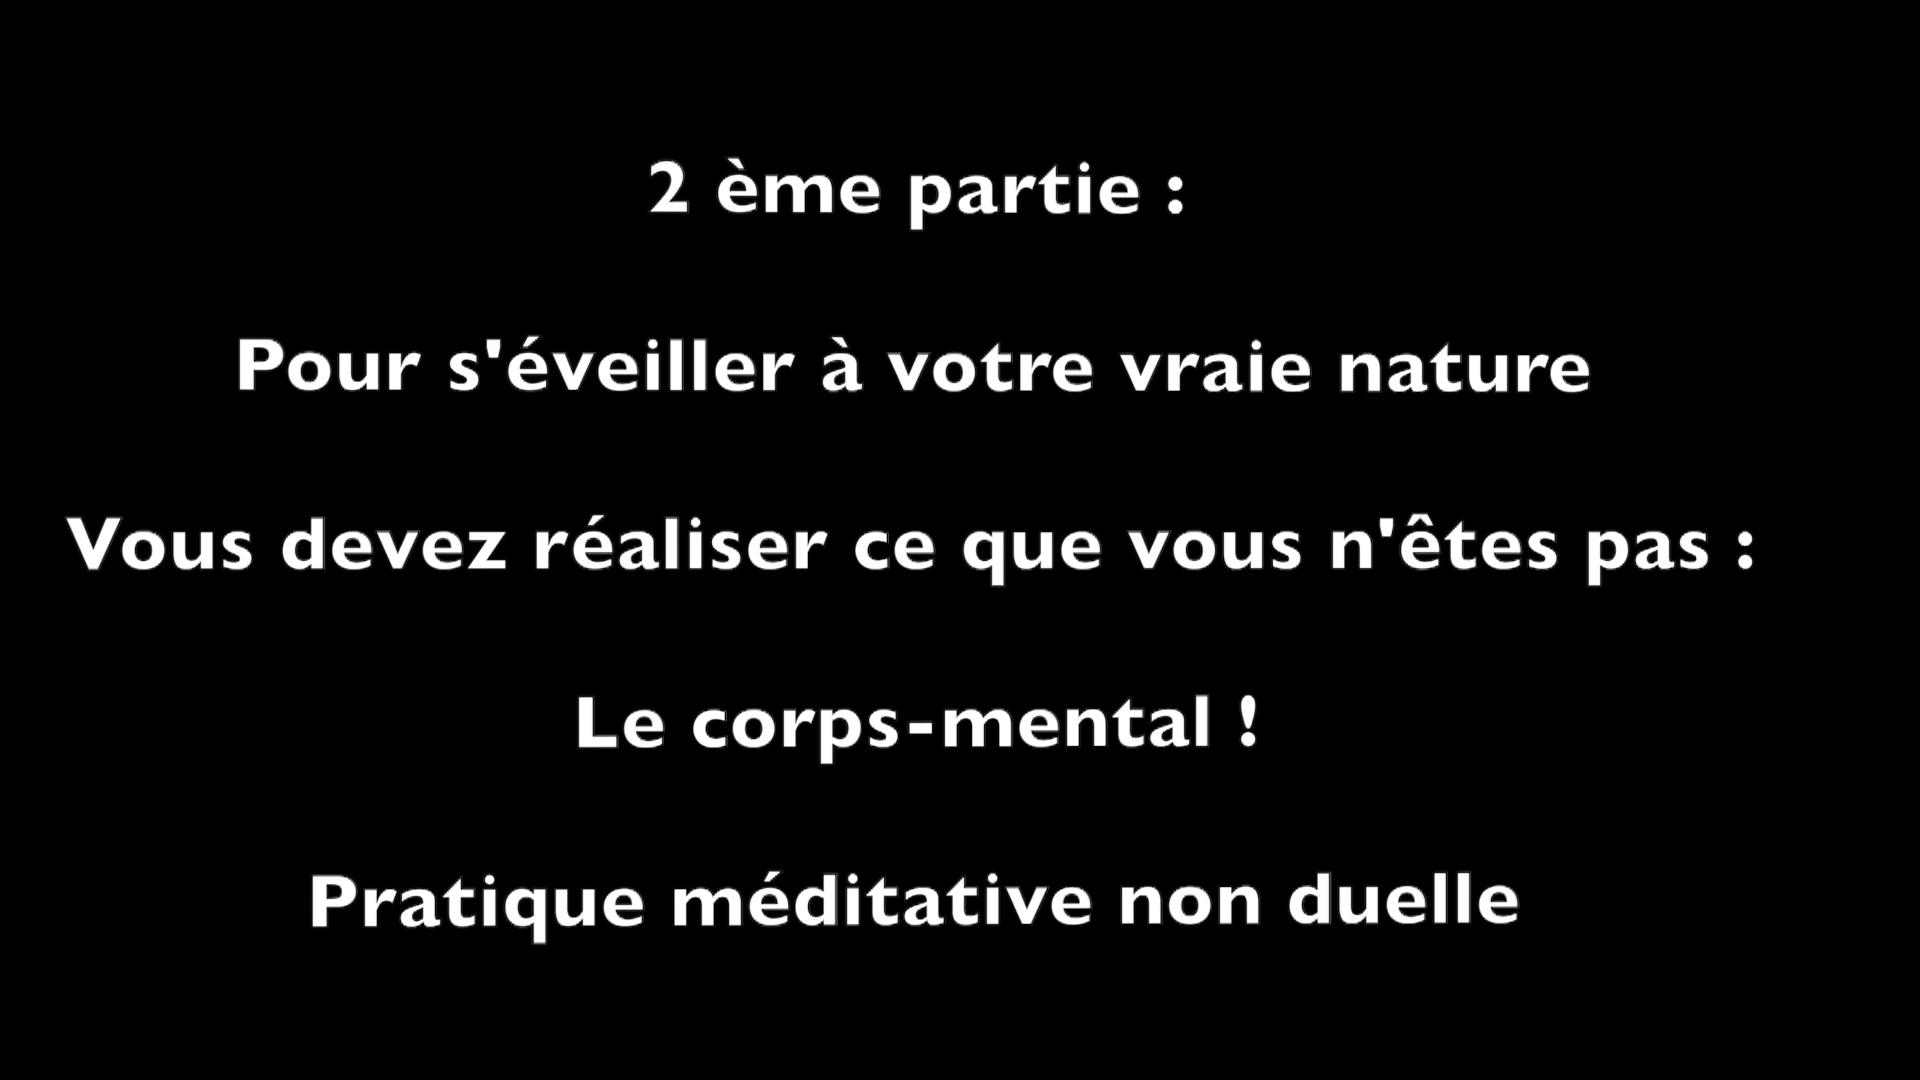 2 ème partie :
Pour s'éveiller à votre vraie nature
Vous devez réaliser ce que vous n'êtes pas :
Le corps-mental !
Pratique méditative non duelle